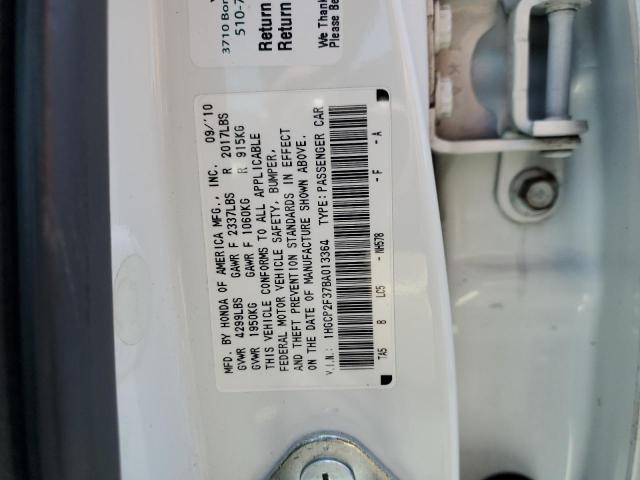 MFD. BY HONDA OF AMERICA MFG., INC. 09/'10
GVWR 4299LBS GAWR F 2337LBS R 2017LBS
GVWR 1950KG GAWR F 1060KG R 915KG
THIS VEHICLE CONFORMS TO ALL APPLICABLE
FEDERAL MOTOR VEHICLE SAFETY, BUMPER,
AND THEFT PREVENTION STANDARDS IN EFFECT
ON THE DATE OF MANUFACTURE SHOWN ABOVE.
V.I.N.: 1HGCP2F37BA013364 TYPE:PASSENGER CAR
TA5 B LC5 -NH578 -F -A
3710 Bor
510-7
Return
Return
We Thank
Please Be